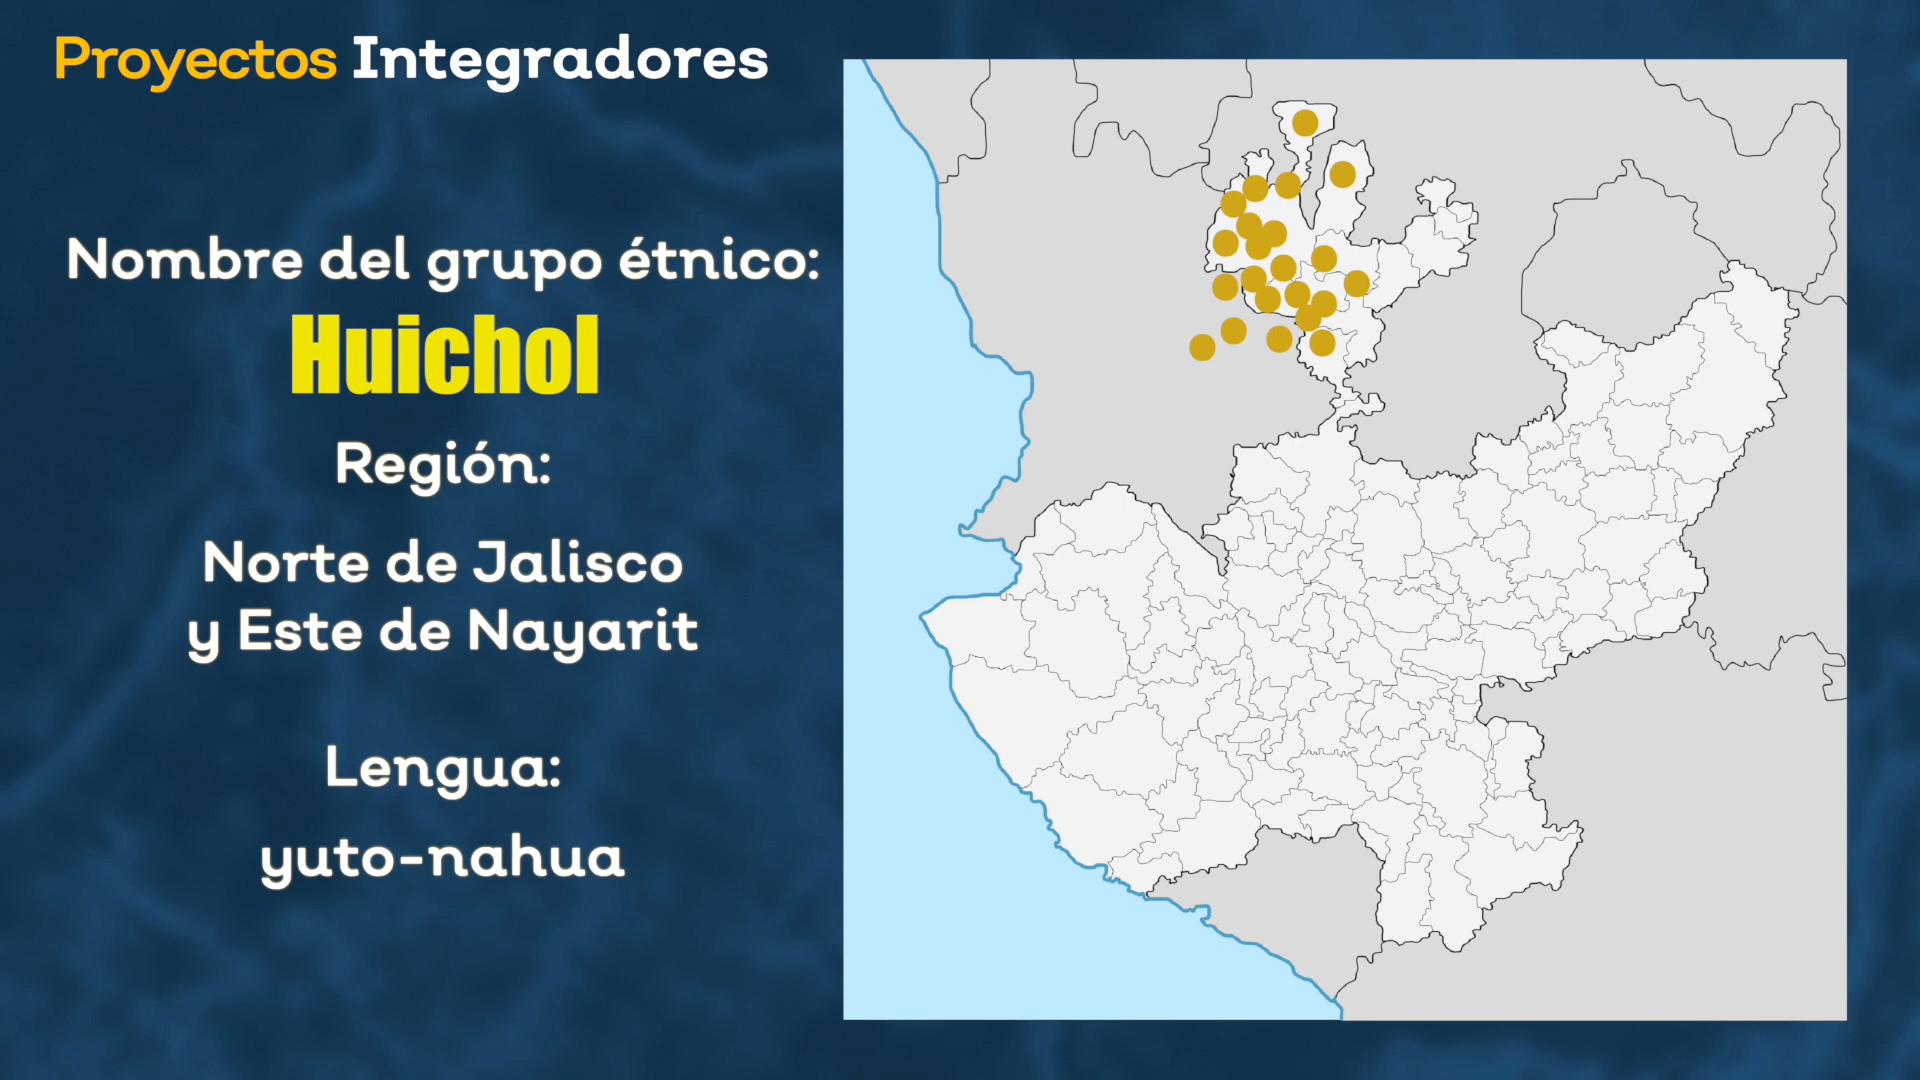 Proyectos Integradores
Nombre del grupo étnico:
Huichol
Región:
Norte de Jalisco
y Este de Nayarit
Lengua:
yuto-nahua